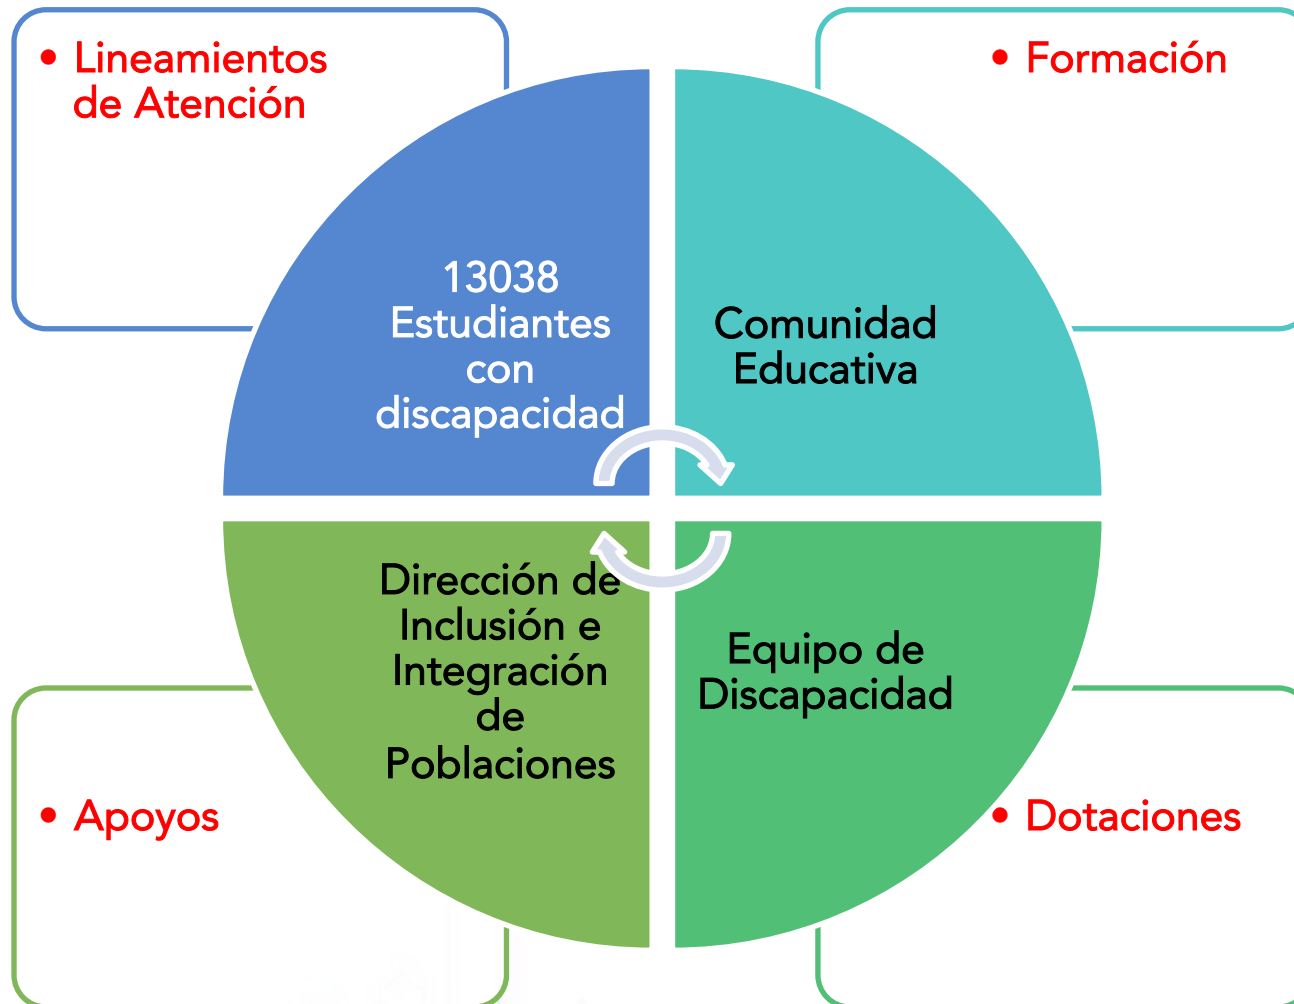 • Lineamientos
de Atención
• Formación
13038
Estudiantes
con
discapacidad
Comunidad
Educativa
Dirección de
Inclusión e
Integración
de
Poblaciones
Equipo de
Discapacidad
• Apoyos
• Dotaciones